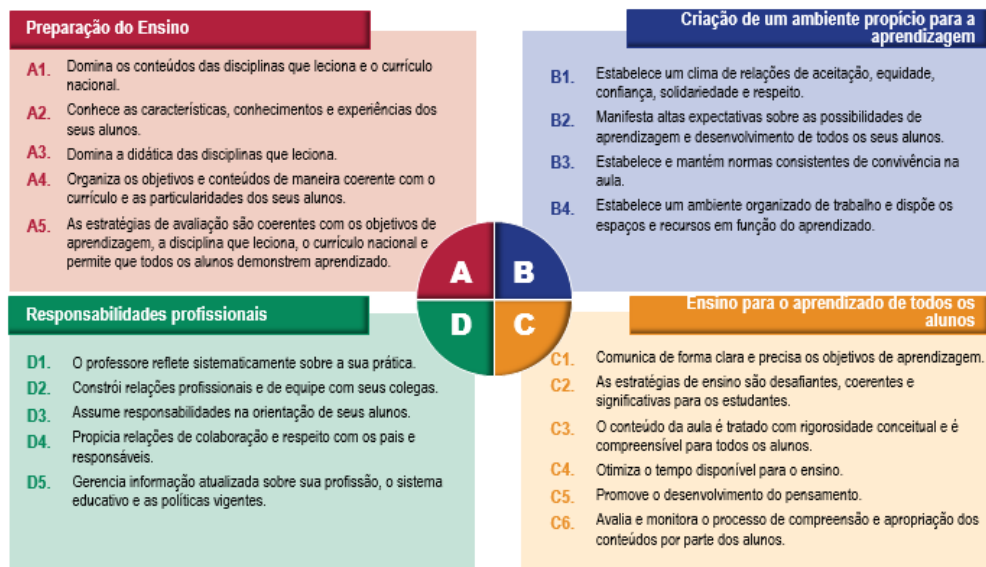 Preparação do Ensino
A1. Domina os conteúdos das disciplinas que leciona e o currículo
nacional.
A2. Conhece as características, conhecimentos e experiências dos
seus alunos.
A3. Domina a didática das disciplinas que leciona.
A4. Organiza os objetivos e conteúdos de maneira coerente com o
currículo e as particularidades dos seus alunos.
A5. As estratégias de avaliação são coerentes com os objetivos de
aprendizagem, a disciplina que leciona, o currículo nacional e
permite que todos os alunos demonstrem aprendizado.
Criação de um ambiente propício para a
aprendizagem
B1. Estabelece um clima de relações de aceitação, equidade,
confiança, solidariedade e respeito.
B2. Manifesta altas expectativas sobre as possibilidades de
aprendizagem e desenvolvimento de todos os seus alunos.
B3. Estabelece e mantém normas consistentes de convivência na
aula.
B4. Estabelece um ambiente organizado de trabalho e dispõe os
espaços e recursos em função do aprendizado.
A B
D C
Responsabilidades profissionais
D1. O professore reflete sistematicamente sobre a sua prática.
D2. Constrói relações profissionais e de equipe com seus colegas.
D3. Assume responsabilidades na orientação de seus alunos.
D4. Propicia relações de colaboração e respeito com os pais e
responsáveis.
D5. Gerencia informação atualizada sobre sua profissão, o sistema
educativo e as políticas vigentes.
Ensino para o aprendizado de todos os
alunos
C1. Comunica de forma clara e precisa os objetivos de aprendizagem.
C2. As estratégias de ensino são desafiantes, coerentes e
significativas para os estudantes.
C3. O conteúdo da aula é tratado com rigorosidade conceitual e é
compreensível para todos os alunos.
C4. Otimiza o tempo disponível para o ensino.
C5. Promove o desenvolvimento do pensamento.
C6. Avalia e monitora o processo de compreensão e apropriação dos
conteúdos por parte dos alunos.